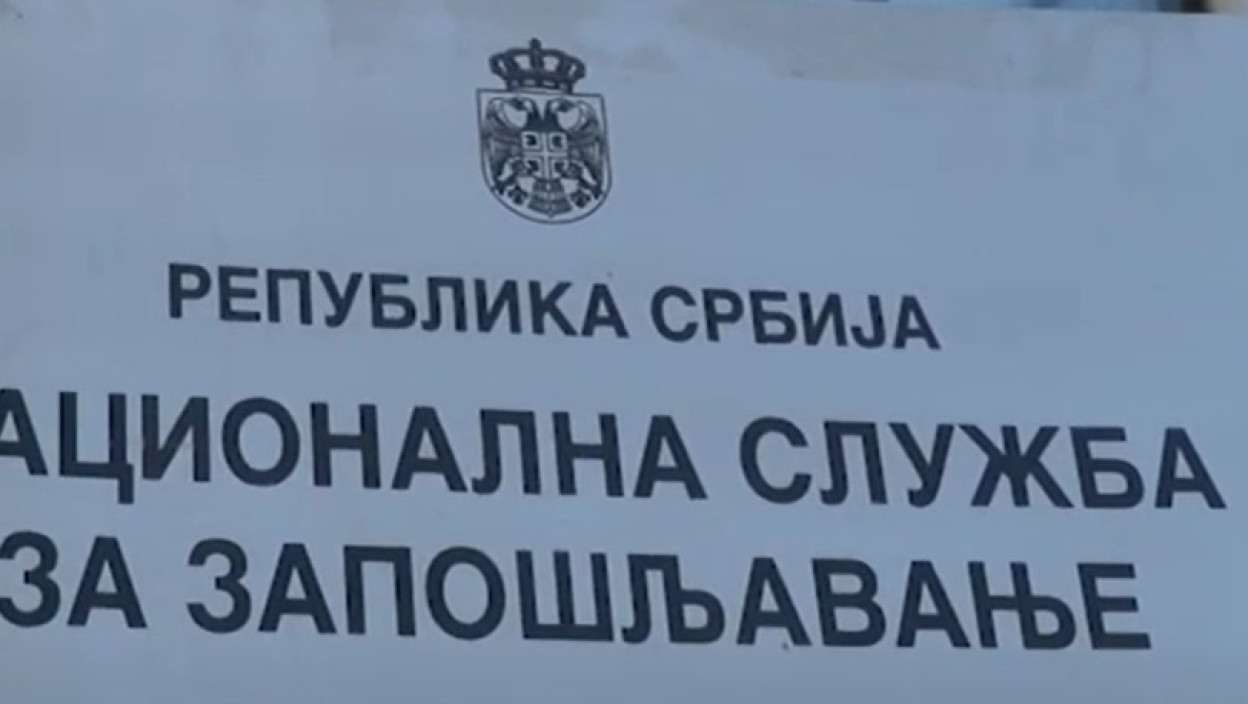 РЕПУБЛИКА СРБИЈА
АЦИОНАЛНА СЛУЖБА
ЗА ЗАПОШЉАВАЊЕ